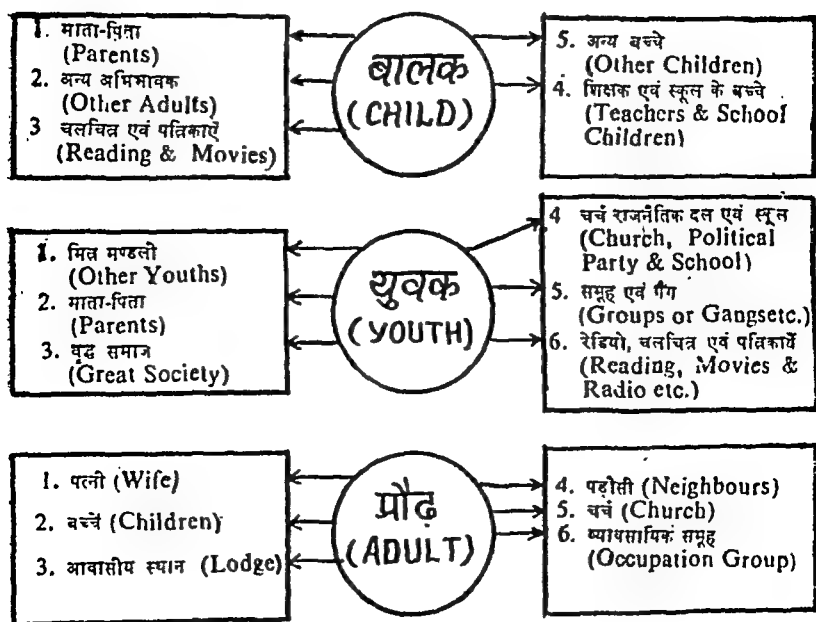 1. माता-पिता
(Parents)
2. अन्य अभिभावक
(Other Adults)
3 चलचित्र एवं पत्रिकाऐं
(Reading & Movies)
बालक
(CHILD)
5. अन्य बच्चे
(Other Children)
4. शिक्षक एवं स्कूल के बच्चे
(Teachers & School
Children)
1. मित्र मण्डली
(Other Youths)
2. माता-पिता
(Parents)
3. वृद्ध समाज
(Great Society)
युवक
(YOUTH)
4 चर्च राजनैतिक दल एवं स्कूल
(Church, Political
Party & School)
5. समूह एवं गैंग
(Groups or Gangsetc.)
6. रेडियो, चलचित्र एवं पत्रिकायें
(Reading, Movies &
Radio etc.)
1. पत्नी (Wife)
2. बच्चें (Children)
3. आवासीय स्थान (Lodge)
प्रौढ़
(ADULT)
4. पड़ोसी (Neighbours)
5. चर्च (Church)
6. व्यावसायिक समूह
(Occupation Group)